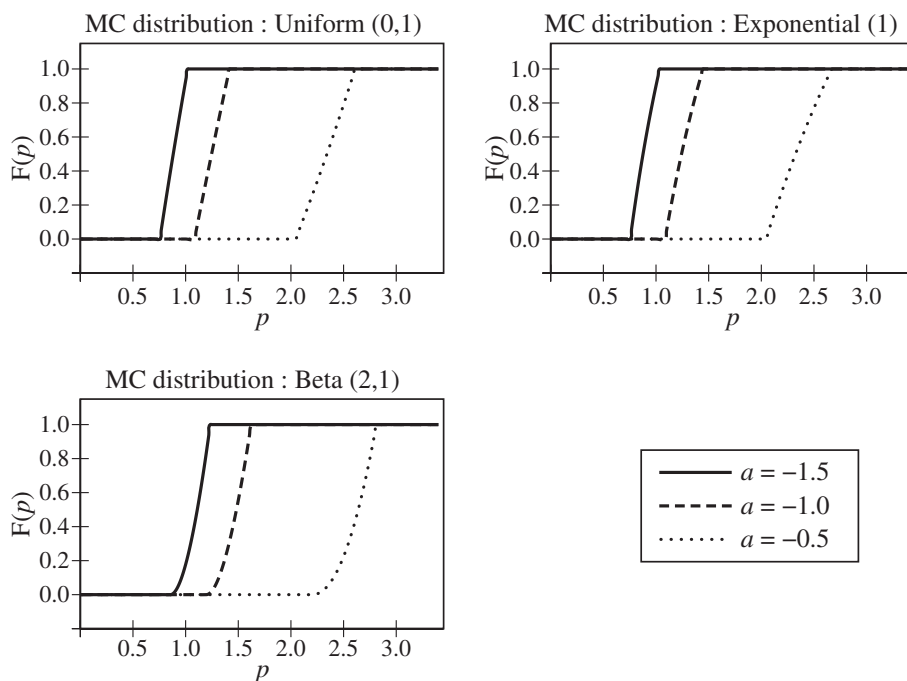 MC distribution : Uniform (0,1)
1.0
0.8
0.6
0.4
0.2
0.0
F(p)
0.5 1.0 1.5 2.0 2.5 3.0
p
MC distribution : Exponential (1)
1.0
0.8
0.6
0.4
0.2
0.0
F(p)
0.5 1.0 1.5 2.0 2.5 3.0
p
MC distribution : Beta (2,1)
1.0
0.8
0.6
0.4
0.2
0.0
F(p)
0.5 1.0 1.5 2.0 2.5 3.0
p
a = −1.5
a = −1.0
a = −0.5